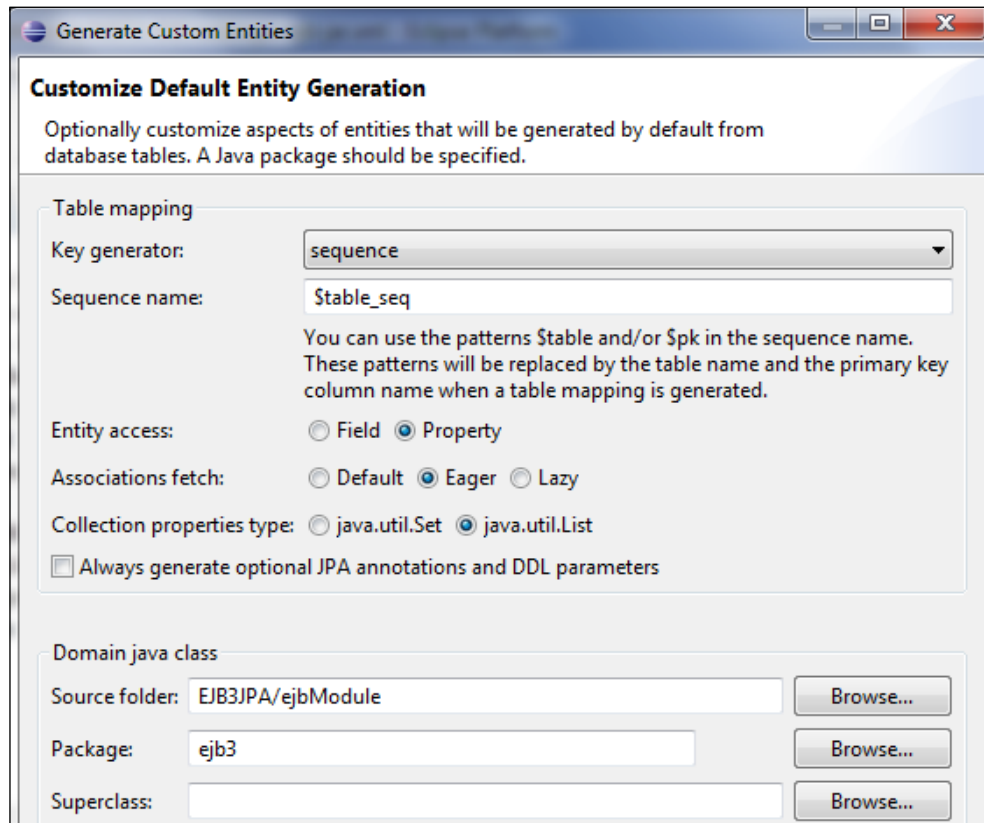 Generate Custom Entities
Customize Default Entity Generation
Optionally customize aspects of entities that will be generated by default from
database tables. A Java package should be specified.
Table mapping
Key generator: sequence
Sequence name: $table_seq
You can use the patterns $table and/or $pk in the sequence name.
These patterns will be replaced by the table name and the primary key
column name when a table mapping is generated.
Entity access: Field Property
Associations fetch: Default Eager Lazy
Collection properties type: java.util.Set java.util.List
Always generate optional JPA annotations and DDL parameters
Domain java class
Source folder: EJB3JPA/ejbModule Browse...
Package: ejb3 Browse...
Superclass: Browse...